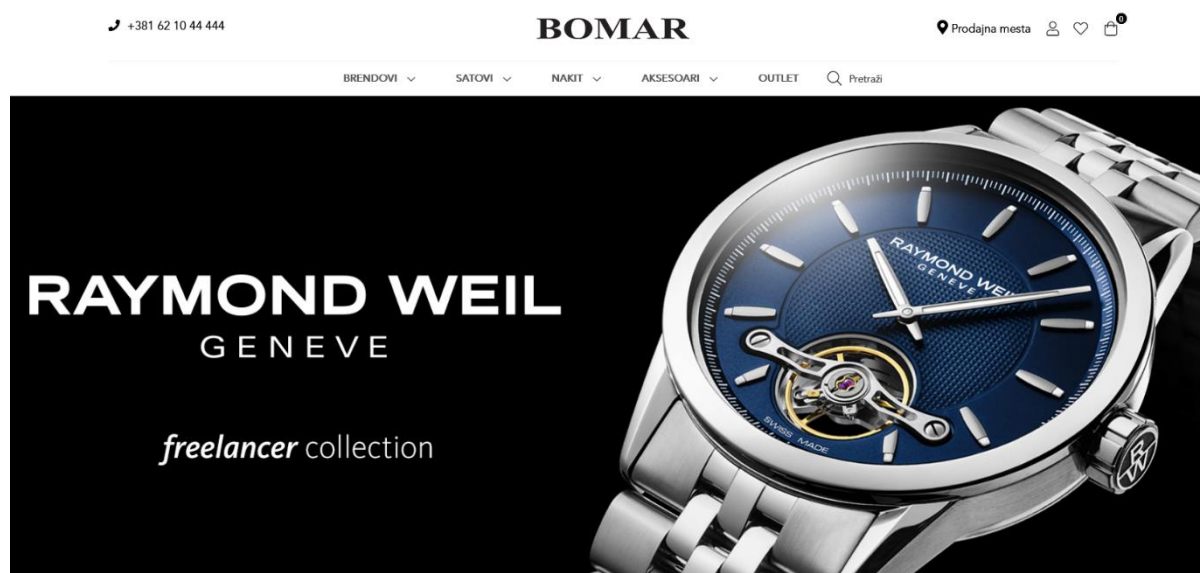 +381 62 10 44 444
BOMAR
Prodajna mesta
0
BRENDOVI SATOVI NAKIT AKSESOARI OUTLET Pretraži
RAYMOND WEIL
GENEVE
freelancer collection
RAYMOND WEIL
GENEVE
SWISS MADE
RW